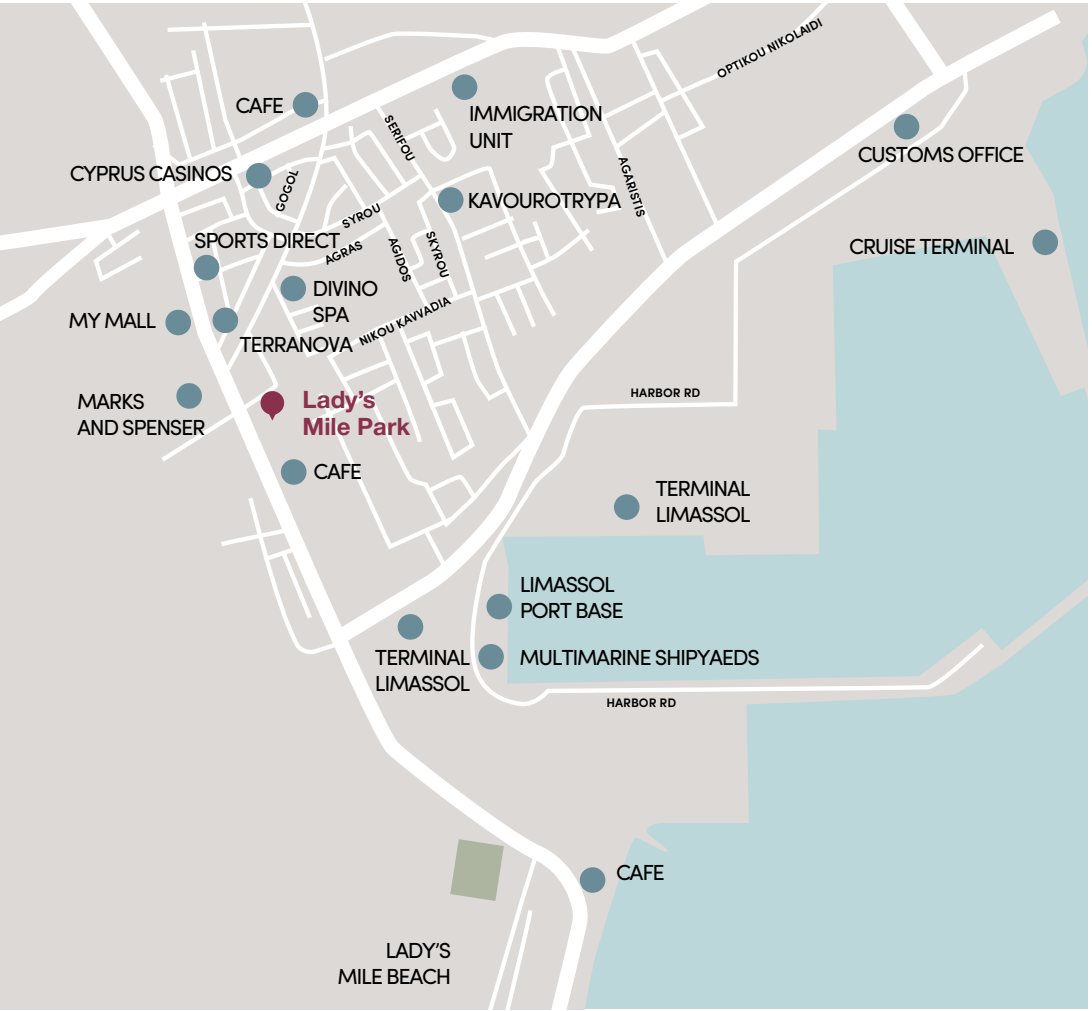 OPTIKOU NIKOLAIDI
CAFE
IMMIGRATION
UNIT
SERIFOU
CUSTOMS OFFICE
CYPRUS CASINOS
GOGOL
AGARISTIS
KAVOUROTRYPA
SYROU
SPORTS DIRECT
AGRAS
AGIDOS
SKYROU
CRUISE TERMINAL
DIVINO
SPA
MY MALL
TERRANOVA
NIKOU KAVVADIA
MARKS
AND SPENSER
Lady’s
Mile Park
HARBOR RD
CAFE
TERMINAL
LIMASSOL
LIMASSOL
PORT BASE
TERMINAL
LIMASSOL
MULTIMARINE SHIPYAEDS
HARBOR RD
CAFE
LADY’S
MILE BEACH